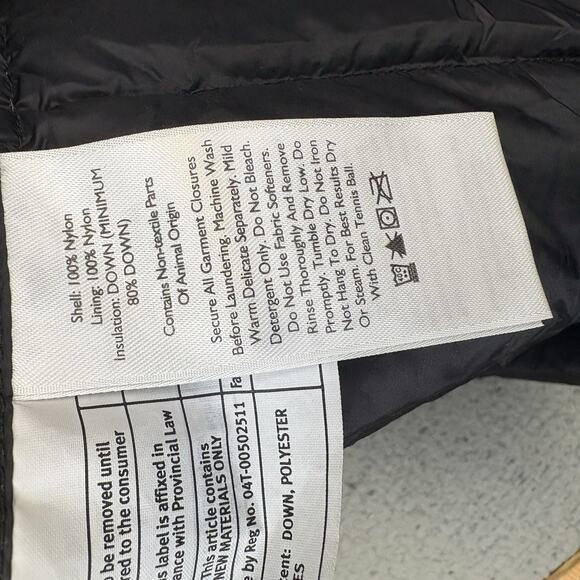 Shell: 100% Nylon
Lining: 100% Nylon
Insulation: DOWN (MINIMUM
80% DOWN)
Contains Non-textile Parts
Of Animal Origin
Secure All Garment Closures
Before Laundering. Machine Wash
Warm Delicate Separately. Mild
Detergent Only. Do Not Bleach.
Do Not Use Fabric Softeners.
Rinse Thoroughly And Remove
Promptly. Tumble Dry Low. Do
Not Hang To Dry. Do Not Iron
Or Steam. For Best Results Dry
With Clean Tennis Ball.
be removed until
to the consumer
label is affixed in
with Provincial Law
This article contains
NEW MATERIALS ONLY
by Reg No. 04T-00502511
DOWN, POLYESTER